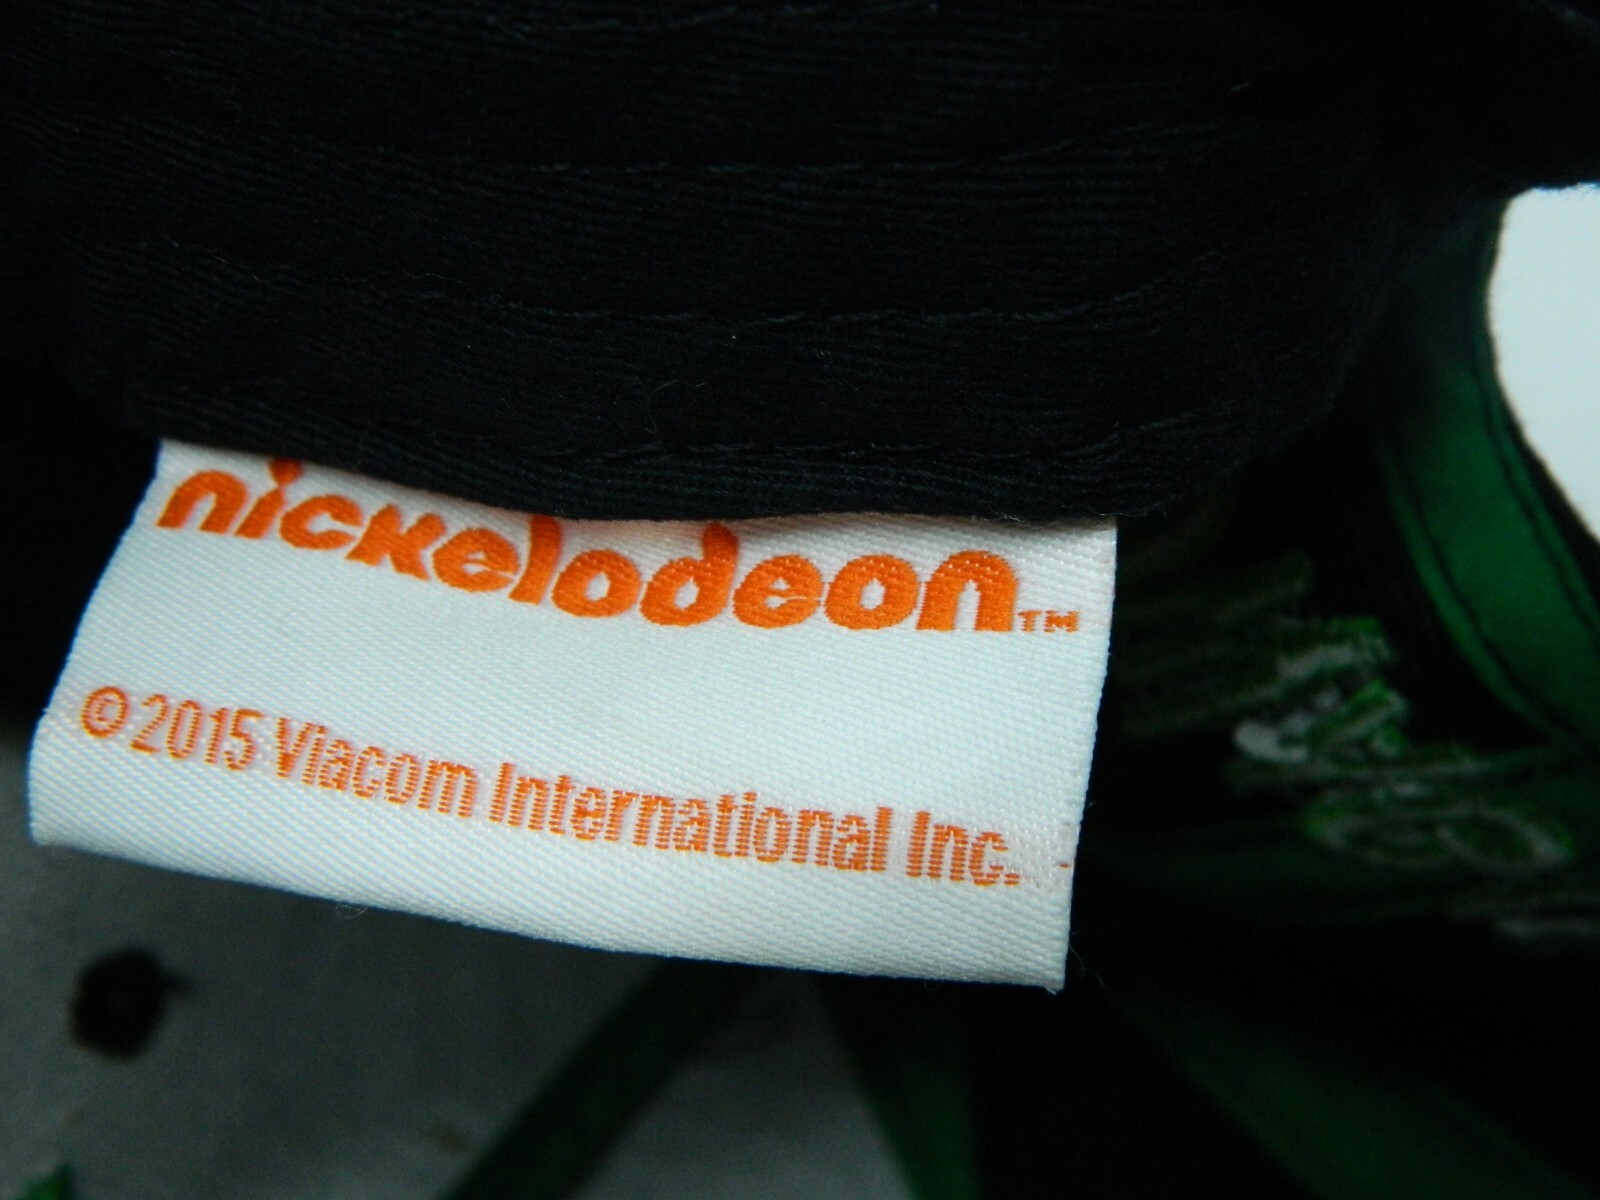 nickelodeon™
© 2015 Viacom International Inc.